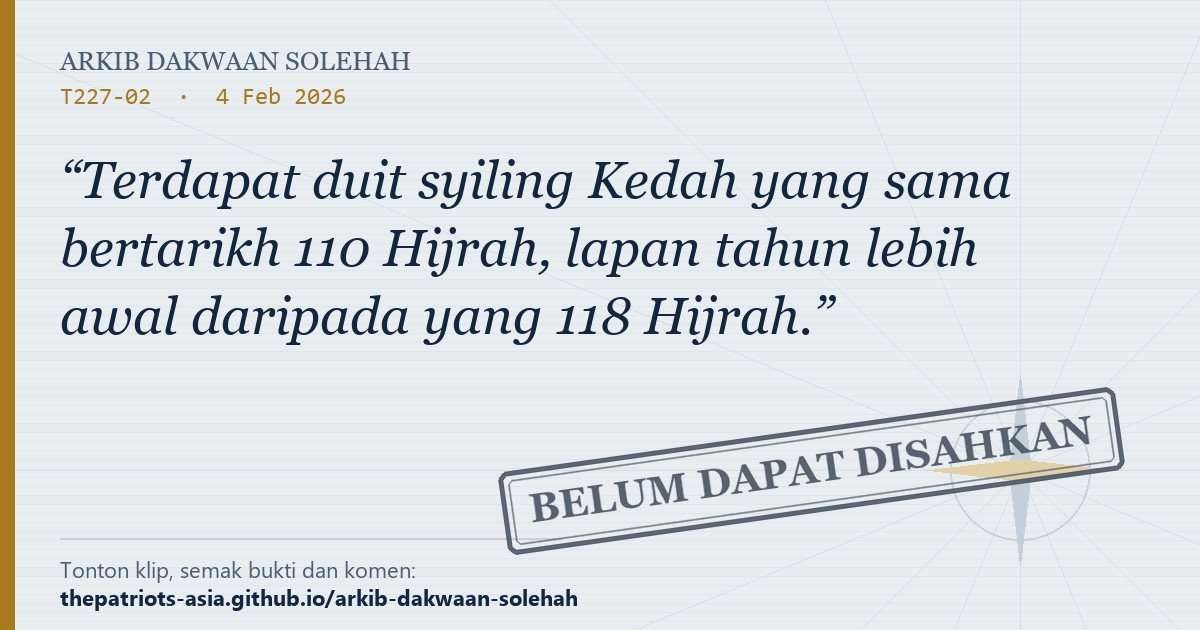 ARKIB DAKWAAN SOLEHAH
T227-02 · 4 Feb 2026
“Terdapat duit syiling Kedah yang sama
bertarikh 110 Hijrah, lapan tahun lebih
awal daripada yang 118 Hijrah.”
BELUM DAPAT DISAHKAN
Tonton klip, semak bukti dan komen:
thepatriots-asia.github.io/arkib-dakwaan-solehah